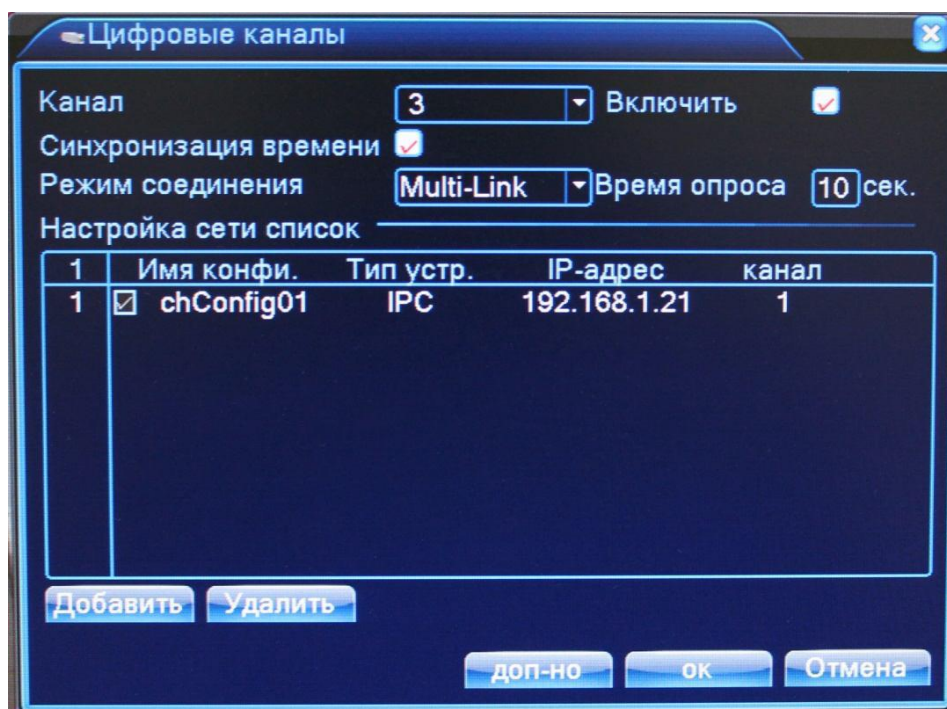 Цифровые каналы
Канал 3 Включить
Синхронизация времени
Режим соединения Multi-Link Время опроса 10 сек.
Настройка сети список
1 Имя конфи. Тип устр. IP-адрес канал
1 chConfig01 IPC 192.168.1.21 1
Добавить Удалить
доп-но ок Отмена